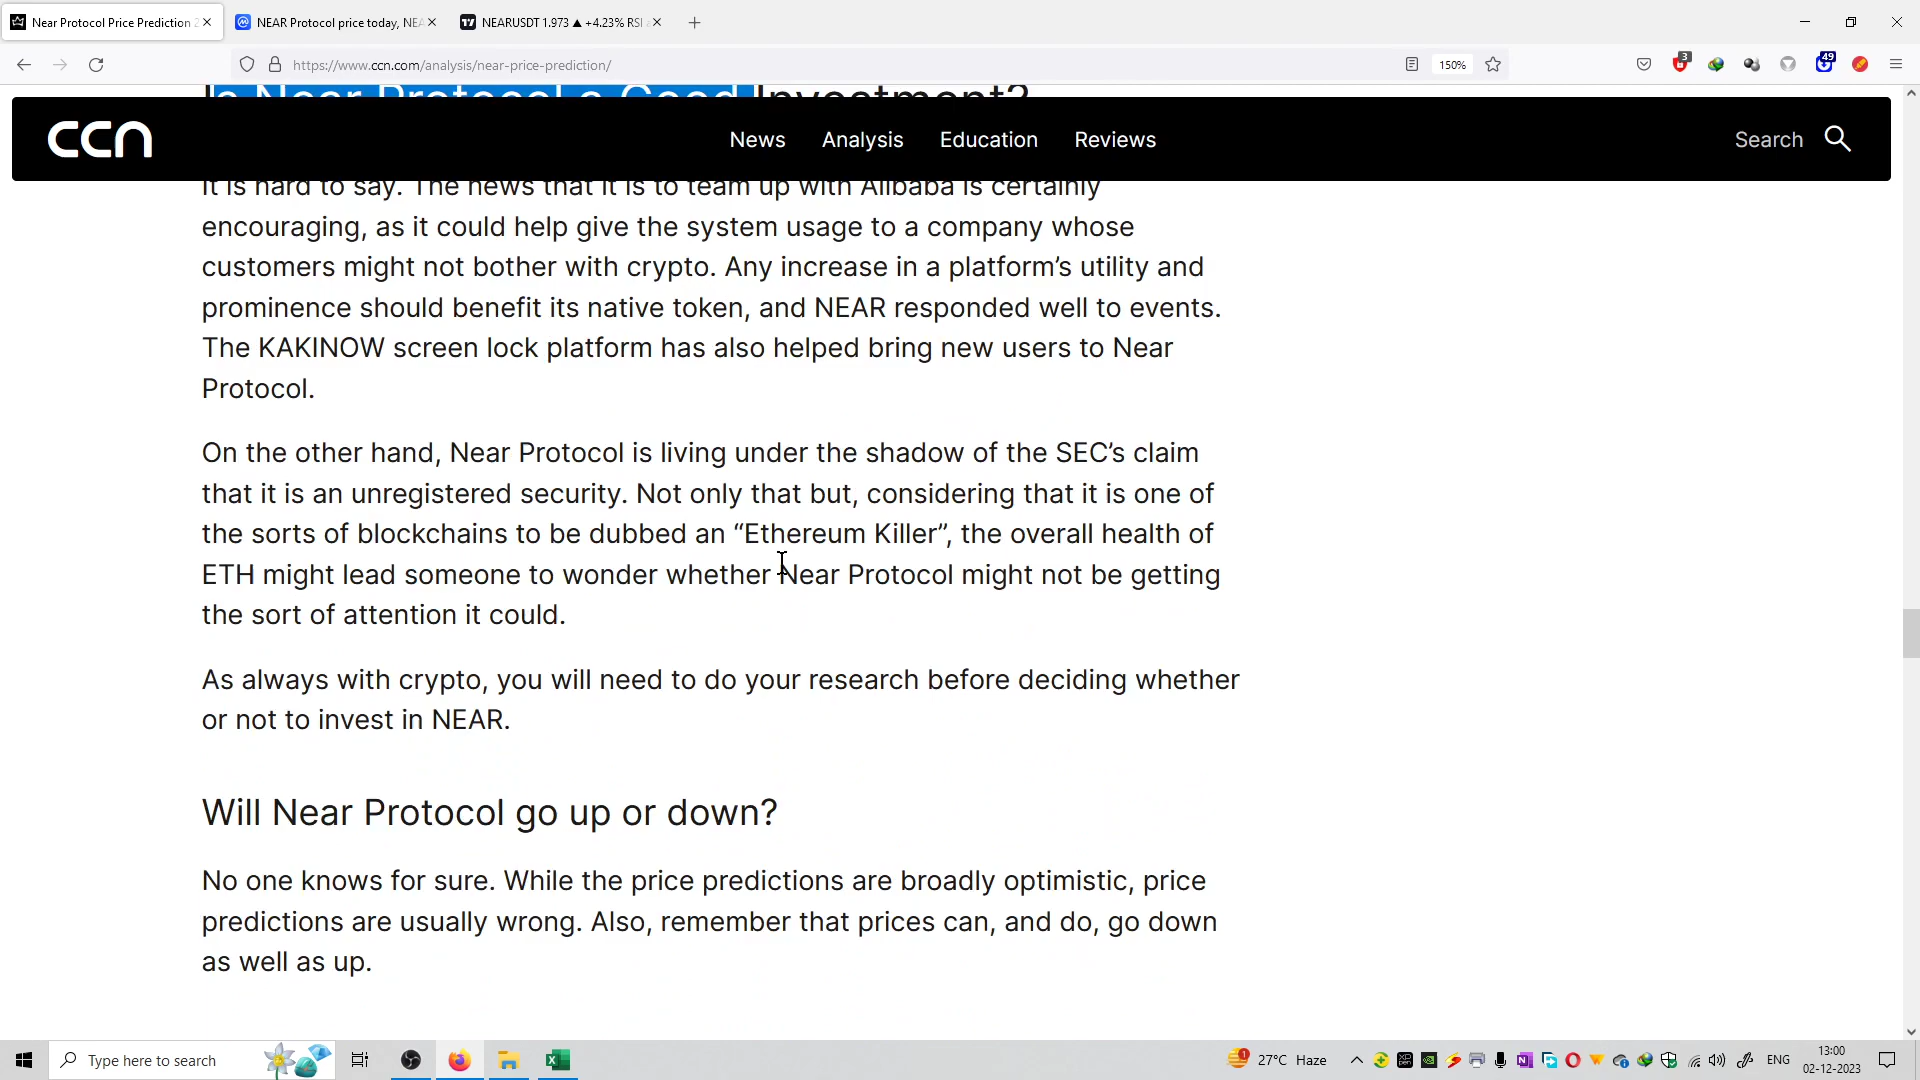 Near Protocol Price Prediction 2
NEAR Protocol price today, NEA
NEARUSDT 1.973 ▲ +4.23% RSI
https://www.ccn.com/analysis/near-price-prediction/
150%
3
49
Is Near Protocol a Good Investment?
ccn
News
Analysis
Education
Reviews
Search
It is hard to say. The news that it is to team up with Alibaba is certainly
encouraging, as it could help give the system usage to a company whose
customers might not bother with crypto. Any increase in a platform’s utility and
prominence should benefit its native token, and NEAR responded well to events.
The KAKINOW screen lock platform has also helped bring new users to Near
Protocol.
On the other hand, Near Protocol is living under the shadow of the SEC’s claim
that it is an unregistered security. Not only that but, considering that it is one of
the sorts of blockchains to be dubbed an “Ethereum Killer”, the overall health of
ETH might lead someone to wonder whether Near Protocol might not be getting
the sort of attention it could.
As always with crypto, you will need to do your research before deciding whether
or not to invest in NEAR.
Will Near Protocol go up or down?
No one knows for sure. While the price predictions are broadly optimistic, price
predictions are usually wrong. Also, remember that prices can, and do, go down
as well as up.
Type here to search
1
27°C Haze
ENG
13:00
02-12-2023